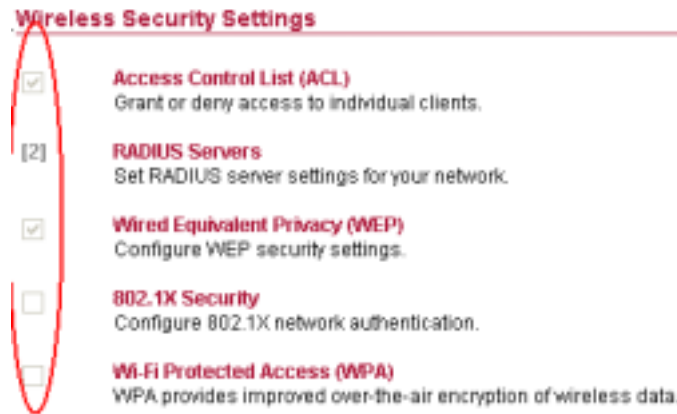 Wireless Security Settings
Access Control List (ACL)
Grant or deny access to individual clients.
[2] RADIUS Servers
Set RADIUS server settings for your network.
Wired Equivalent Privacy (WEP)
Configure WEP security settings.
802.1X Security
Configure 802.1X network authentication.
Wi-Fi Protected Access (WPA)
WPA provides improved over-the-air encryption of wireless data.